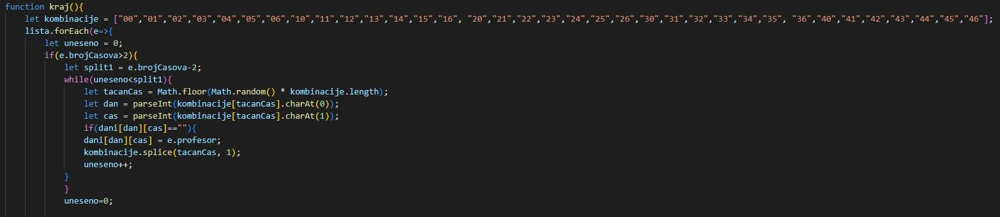 function kraj(){
let kombinacije = ["00","01","02","03","04","05","06","10","11","12","13","14","15","16", "20","21","22","23","24","25","26","30","31","32","33","34","35", "36","40","41","42","43","44","45","46"];
lista.forEach(e=>{
let uneseno = 0;
if(e.brojCasova>2){
let split1 = e.brojCasova-2;
while(uneseno<split1){
let tacanCas = Math.floor(Math.random() * kombinacije.length);
let dan = parseInt(kombinacije[tacanCas].charAt(0));
let cas = parseInt(kombinacije[tacanCas].charAt(1));
if(dani[dan][cas]==""){
dani[dan][cas] = e.profesor;
kombinacije.splice(tacanCas, 1);
uneseno++;
}
}
uneseno=0;